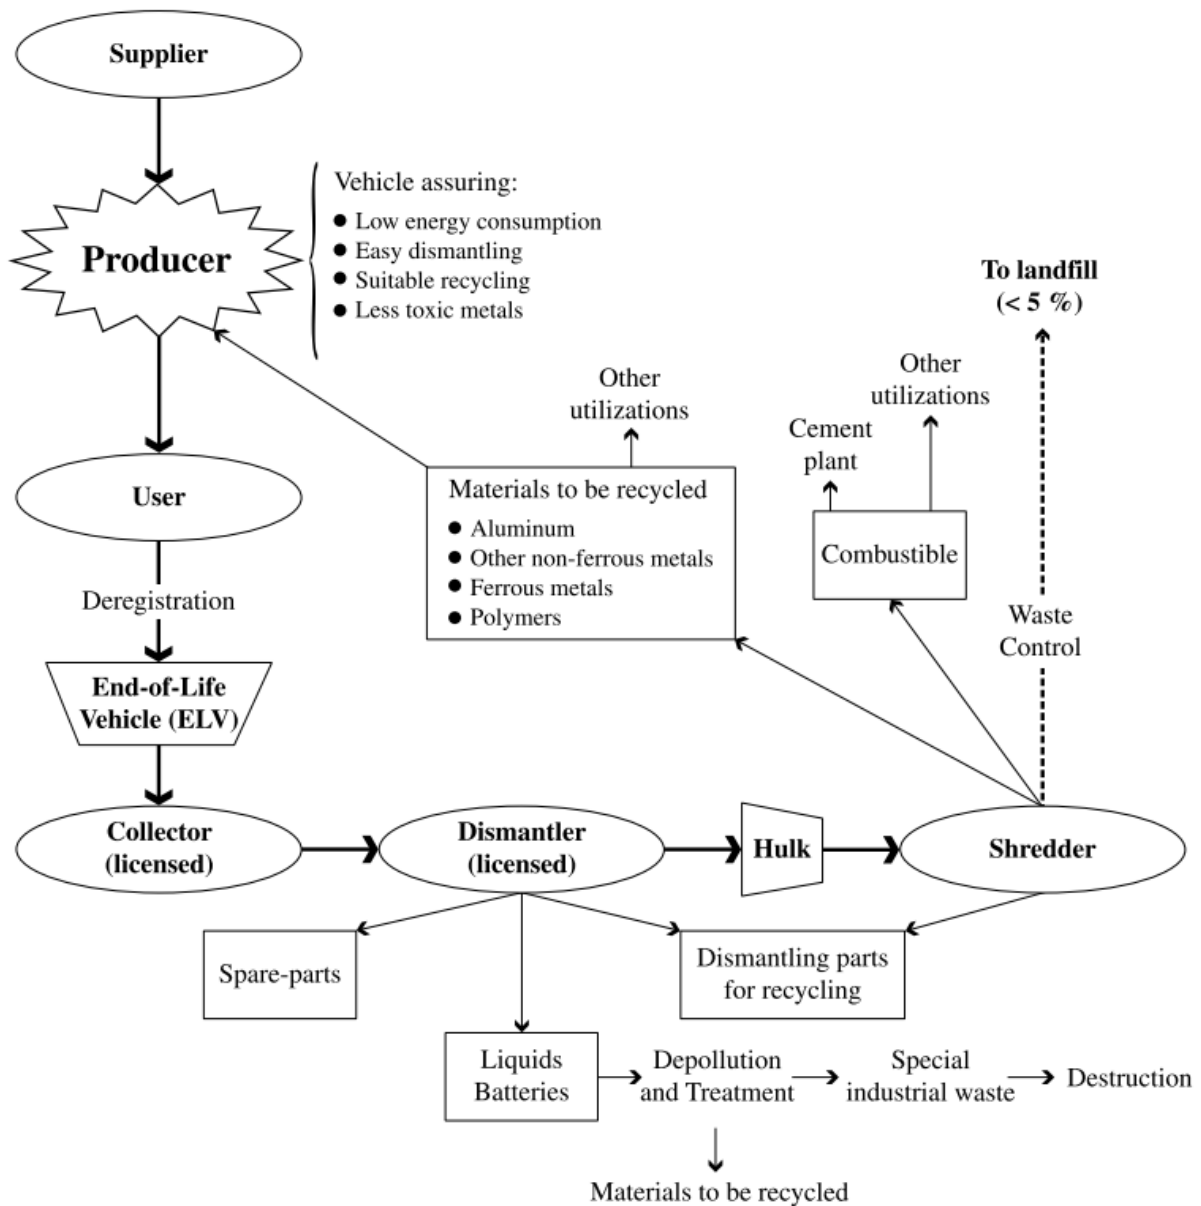 Supplier
Producer
Vehicle assuring:
● Low energy consumption
● Easy dismantling
● Suitable recycling
● Less toxic metals
To landfill
(< 5 %)
Other
utilizations
Other
utilizations
Cement
plant
User
Materials to be recycled
● Aluminum
● Other non-ferrous metals
● Ferrous metals
● Polymers
Combustible
Deregistration
Waste
Control
End-of-Life
Vehicle (ELV)
Collector
(licensed)
Dismantler
(licensed)
Hulk
Shredder
Spare-parts
Dismantling parts
for recycling
Liquids
Batteries
Depollution
and Treatment
Special
industrial waste
Destruction
Materials to be recycled